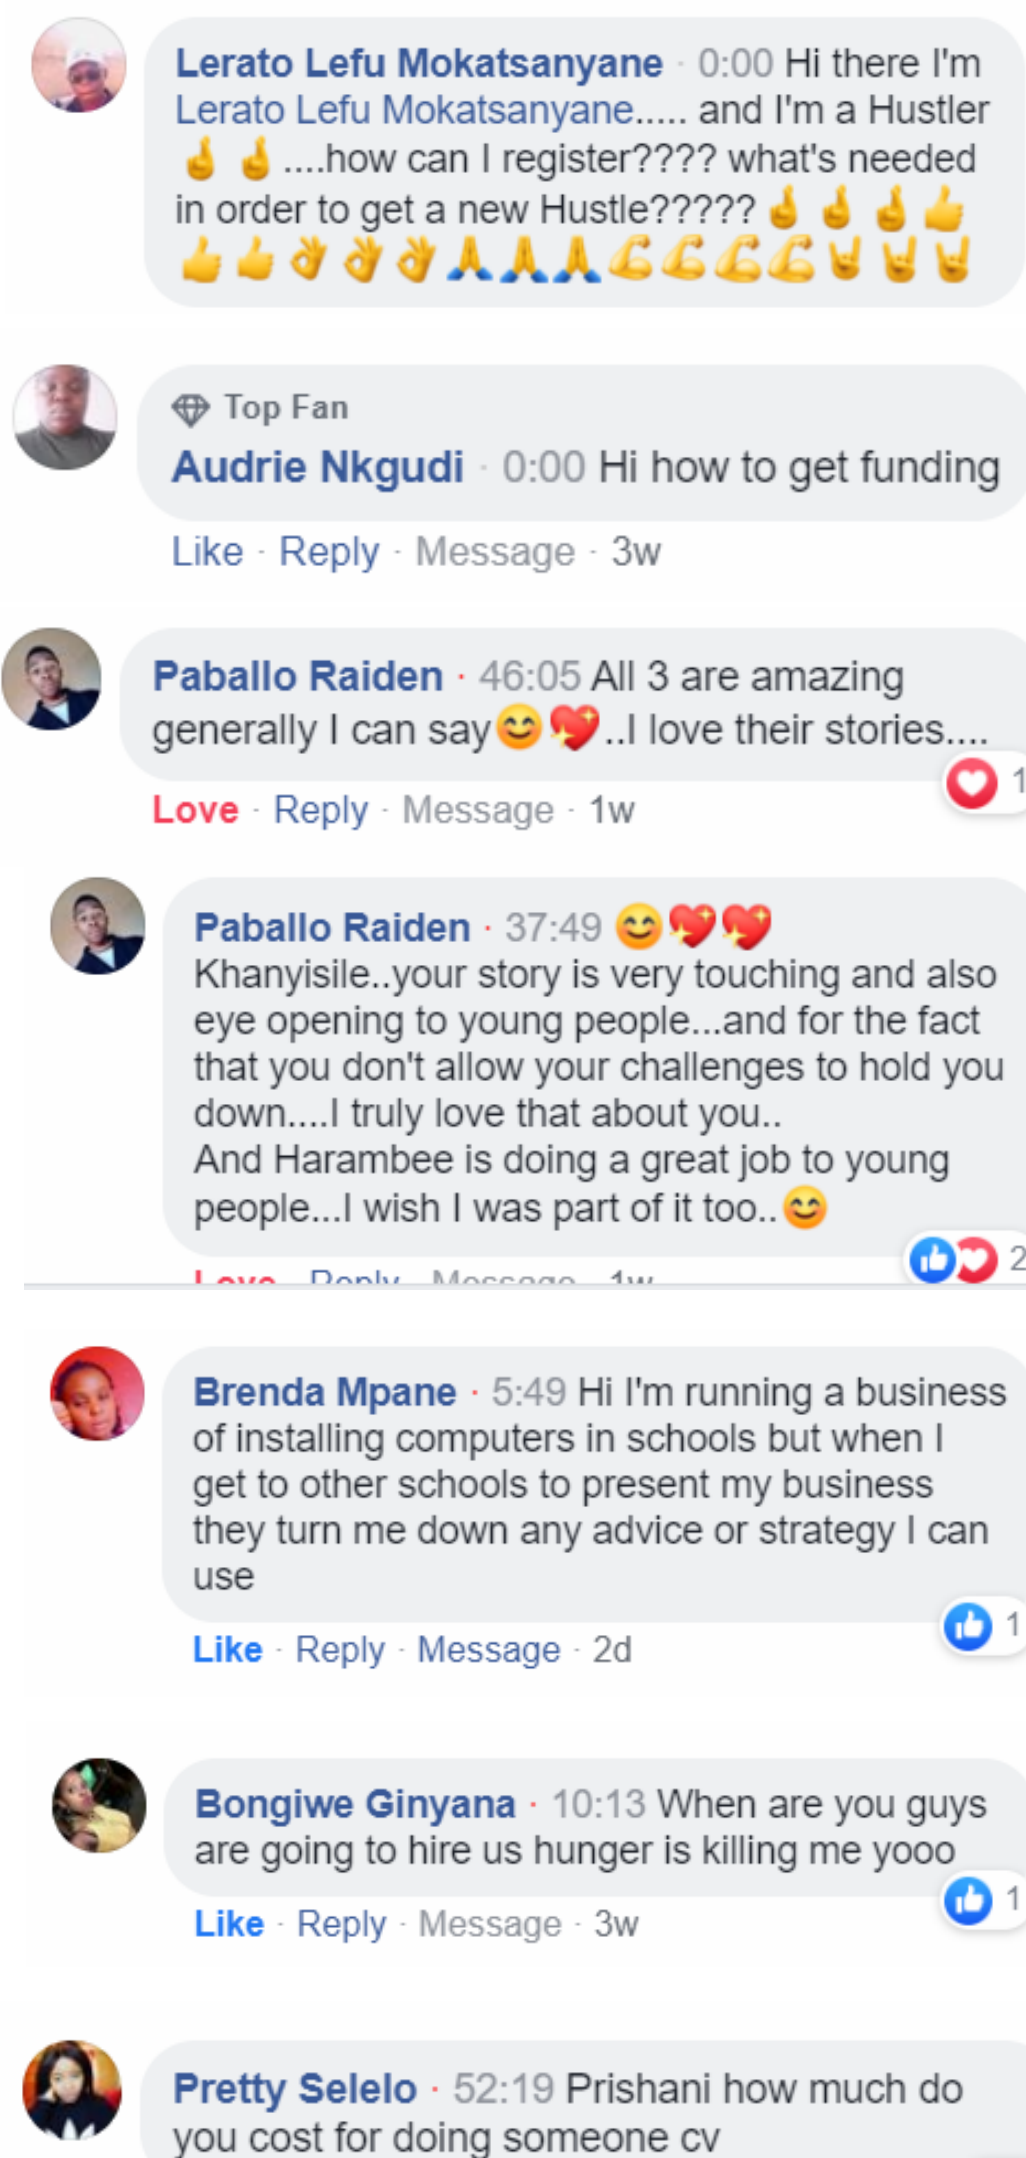 Lerato Lefu Mokatsanyane · 0:00 Hi there I'm
Lerato Lefu Mokatsanyane..... and I'm a Hustler
🤞 🤞 ....how can I register???? what's needed
in order to get a new Hustle????? 🤞 🤞 🤞 👍
👍 👍 👌 👌 👌 🙏 🙏 🙏 💪 💪 💪 💪 🤘 🤘 🤘
Top Fan
Audrie Nkgudi · 0:00 Hi how to get funding
Like · Reply · Message · 3w
Paballo Raiden · 46:05 All 3 are amazing
generally I can say😊💖..I love their stories....
1
Love · Reply · Message · 1w
Paballo Raiden · 37:49 😊💖💖
Khanyisile..your story is very touching and also
eye opening to young people...and for the fact
that you don't allow your challenges to hold you
down....I truly love that about you..
And Harambee is doing a great job to young
people...I wish I was part of it too..😊
2
Love · Reply · Message · 1w
Brenda Mpane · 5:49 Hi I'm running a business
of installing computers in schools but when I
get to other schools to present my business
they turn me down any advice or strategy I can
use
1
Like · Reply · Message · 2d
Bongiwe Ginyana · 10:13 When are you guys
are going to hire us hunger is killing me yooo
1
Like · Reply · Message · 3w
Pretty Selelo · 52:19 Prishani how much do
you cost for doing someone cv